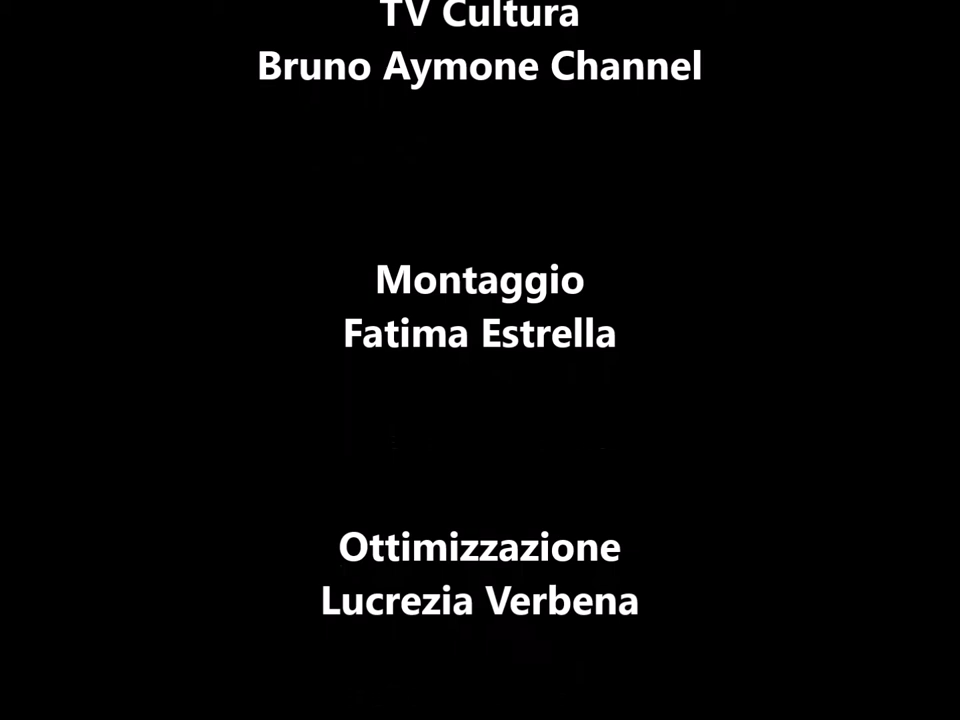 TV Cultura
Bruno Aymone Channel
Montaggio
Fatima Estrella
Ottimizzazione
Lucrezia Verbena